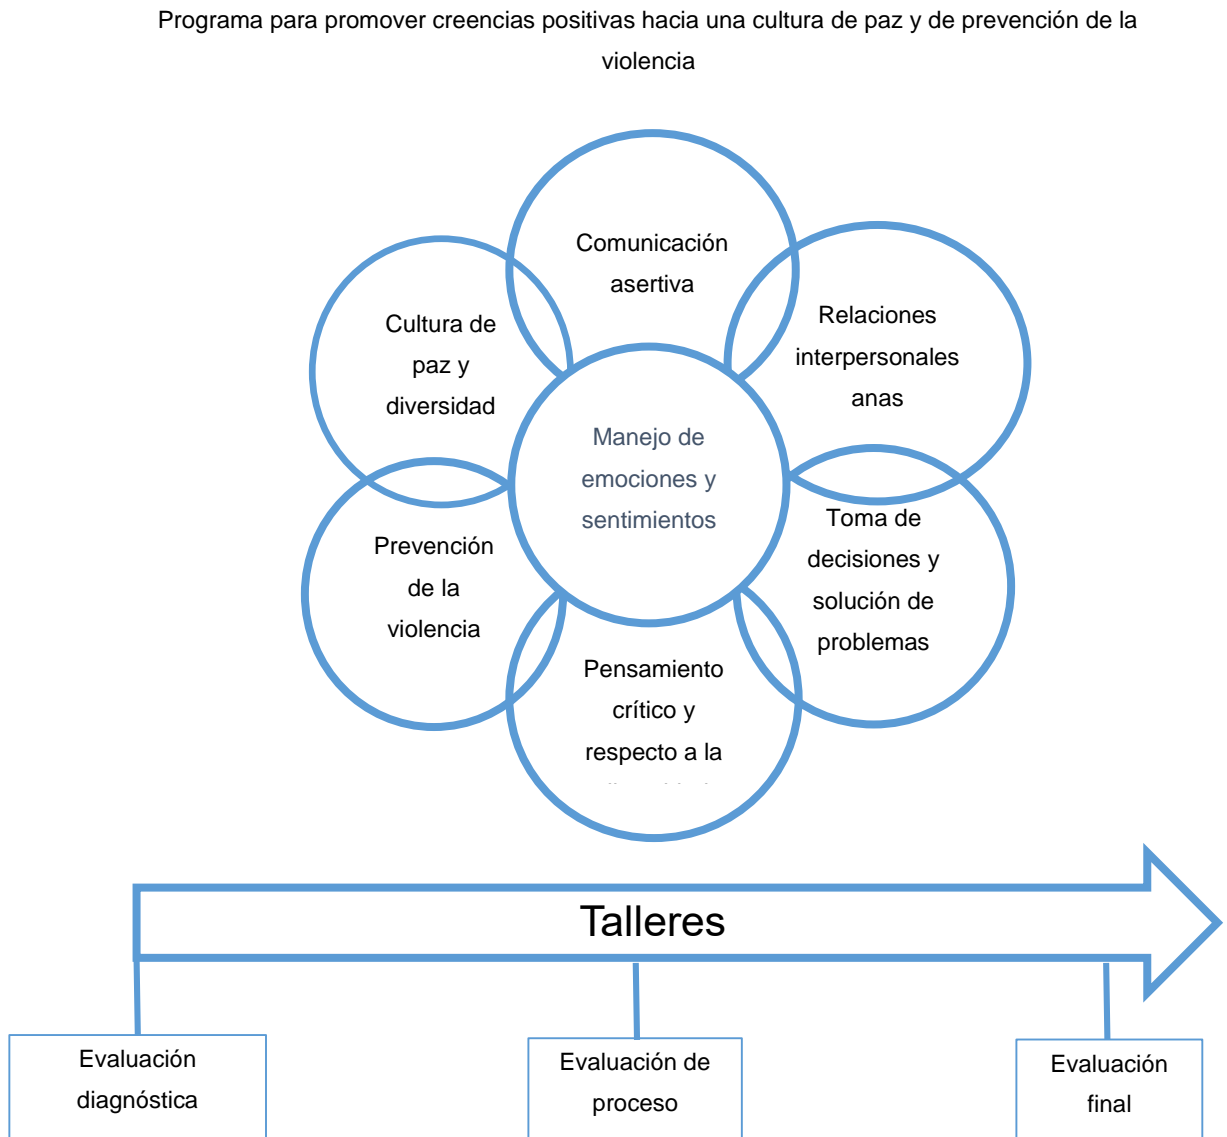 Programa para promover creencias positivas hacia una cultura de paz y de prevención de la
violencia
Comunicación
asertiva
Cultura de
paz y
diversidad
Relaciones
interpersonales
anas
Manejo de
emociones y
sentimientos
Prevención
de la
violencia
Toma de
decisiones y
solución de
problemas
Pensamiento
crítico y
respecto a la
Talleres
Evaluación
diagnóstica
Evaluación de
proceso
Evaluación
final